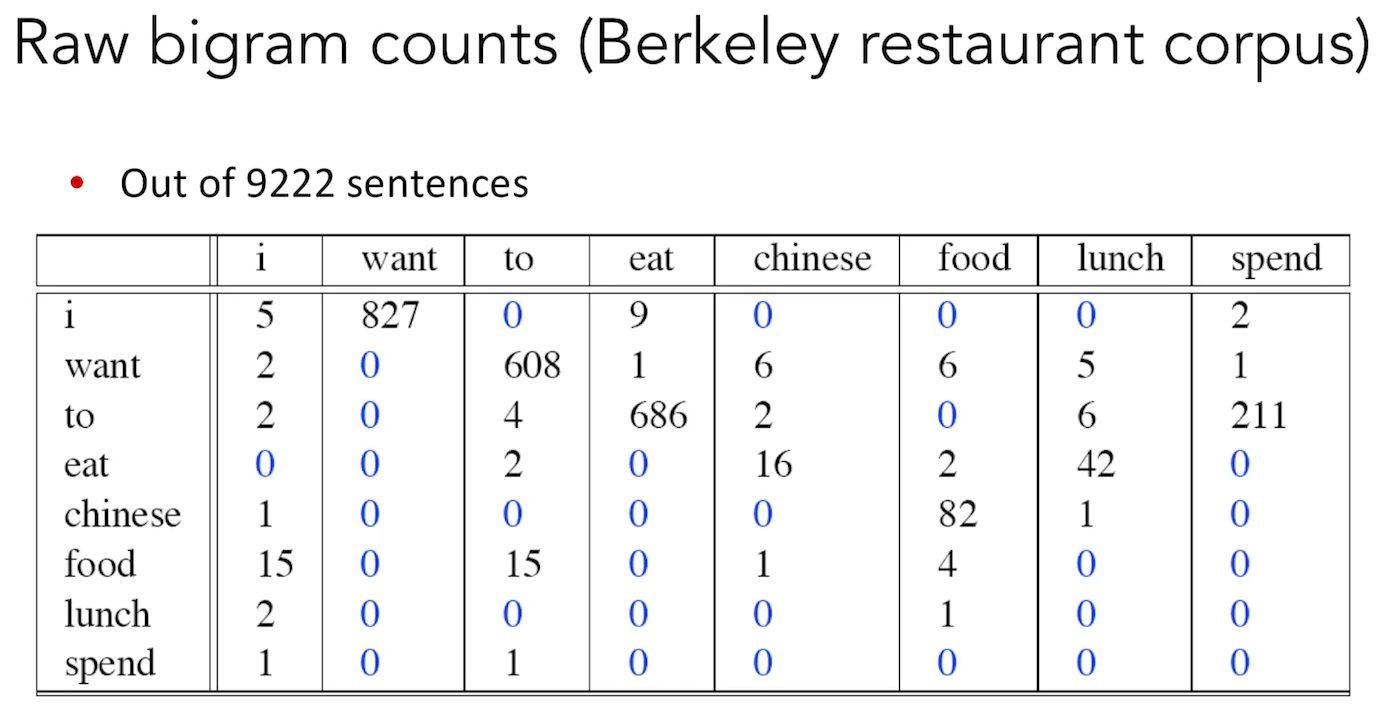 Raw bigram counts (Berkeley restaurant corpus)
• Out of 9222 sentences
i want to eat chinese food lunch spend
i 5 827 0 9 0 0 0 2
want 2 0 608 1 6 6 5 1
to 2 0 4 686 2 0 6 211
eat 0 0 2 0 16 2 42 0
chinese 1 0 0 0 0 82 1 0
food 15 0 15 0 1 4 0 0
lunch 2 0 0 0 0 1 0 0
spend 1 0 1 0 0 0 0 0